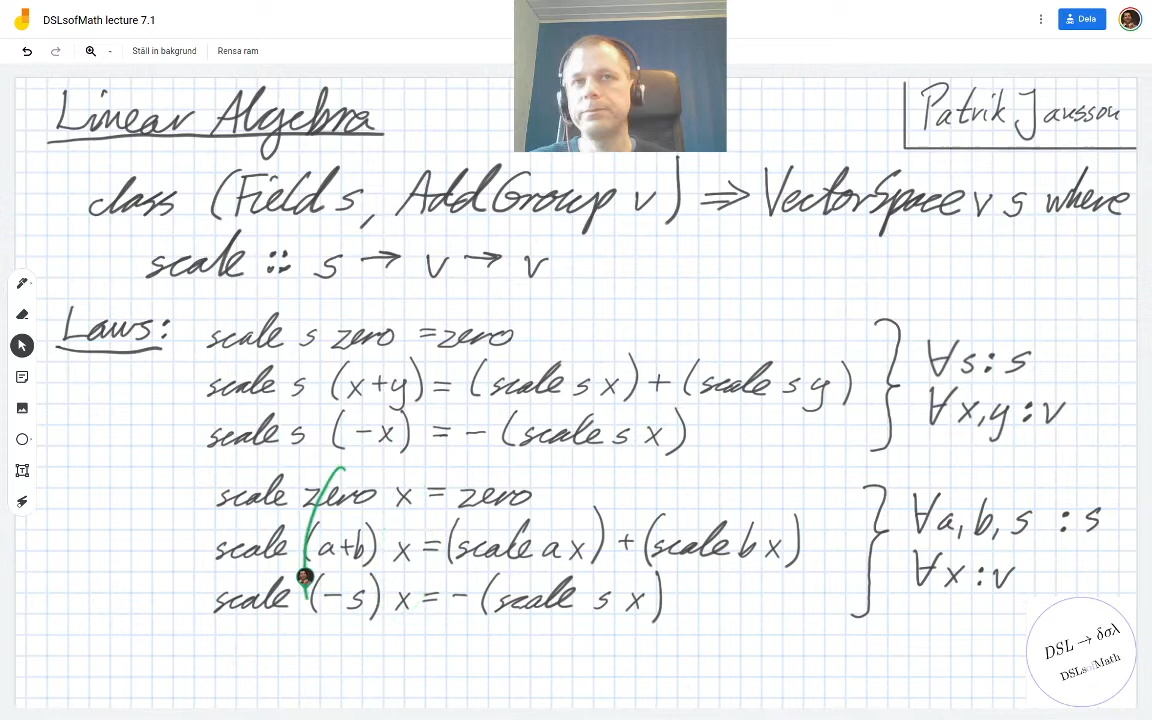 DSLsofMath lecture 7.1
Dela
Ställ in bakgrund
Rensa ram
Linear Algebra
Patrik Jansson
class (Field s, AddGroup v) => VectorSpace v s where
scale :: s → v → v
Laws:
scale s zero = zero
scale s (x+y) = (scale s x) + (scale s y)
scale s (-x) = - (scale s x)
∀s : s
∀x,y : v
scale zero x = zero
scale (a+b) x = (scale a x) + (scale b x)
scale (-s) x = - (scale s x)
∀a, b, s : s
∀x : v
DSL → δσλ
DSLsofMath